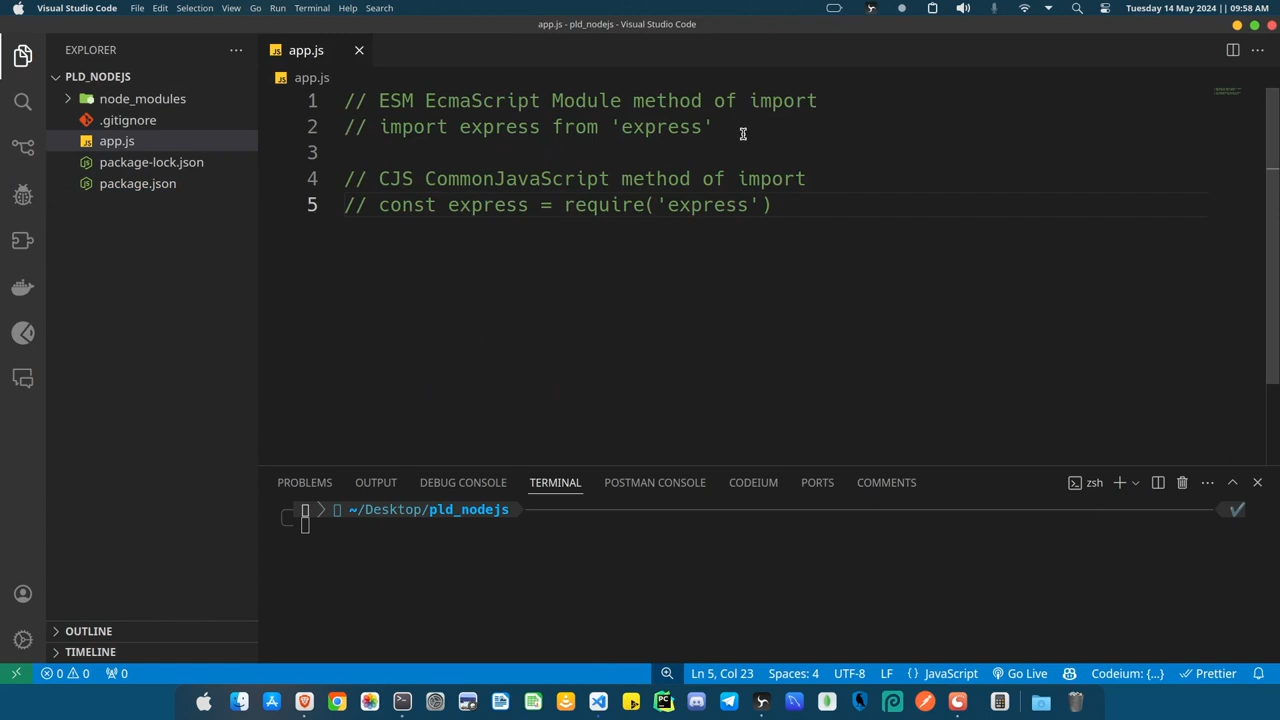 Visual Studio Code File Edit Selection View Go Run Terminal Help Search Tuesday 14 May 2024 || 09:58 AM
app.js - pld_nodejs - Visual Studio Code
EXPLORER
JS app.js
PLD_NODEJS
JS app.js
node_modules
.gitignore
JS app.js
package-lock.json
package.json
1 // ESM EcmaScript Module method of import
2 // import express from 'express'
3
4 // CJS CommonJavaScript method of import
5 // const express = require('express')
PROBLEMS OUTPUT DEBUG CONSOLE TERMINAL POSTMAN CONSOLE CODEIUM PORTS COMMENTS zsh
~/Desktop/pld_nodejs
OUTLINE
TIMELINE
0 0 0 Ln 5, Col 23 Spaces: 4 UTF-8 LF { } JavaScript Go Live Codeium: {...} Prettier